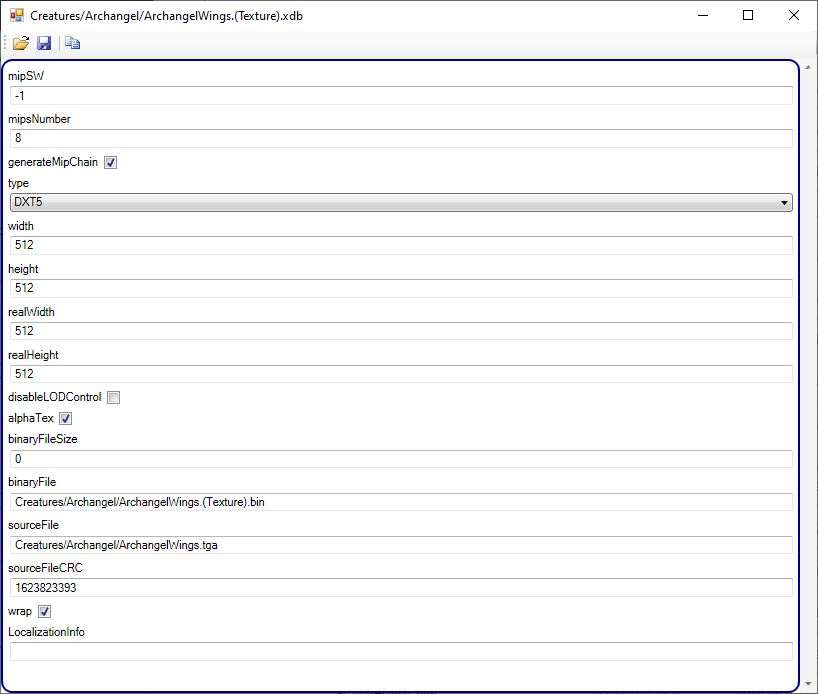 Creatures/Archangel/ArchangelWings.(Texture).xdb
mipSW
-1
mipsNumber
8
generateMipChain
type
DXT5
width
512
height
512
realWidth
512
realHeight
512
disableLODControl
alphaTex
binaryFileSize
0
binaryFile
Creatures/Archangel/ArchangelWings.(Texture).bin
sourceFile
Creatures/Archangel/ArchangelWings.tga
sourceFileCRC
1623823393
wrap
LocalizationInfo